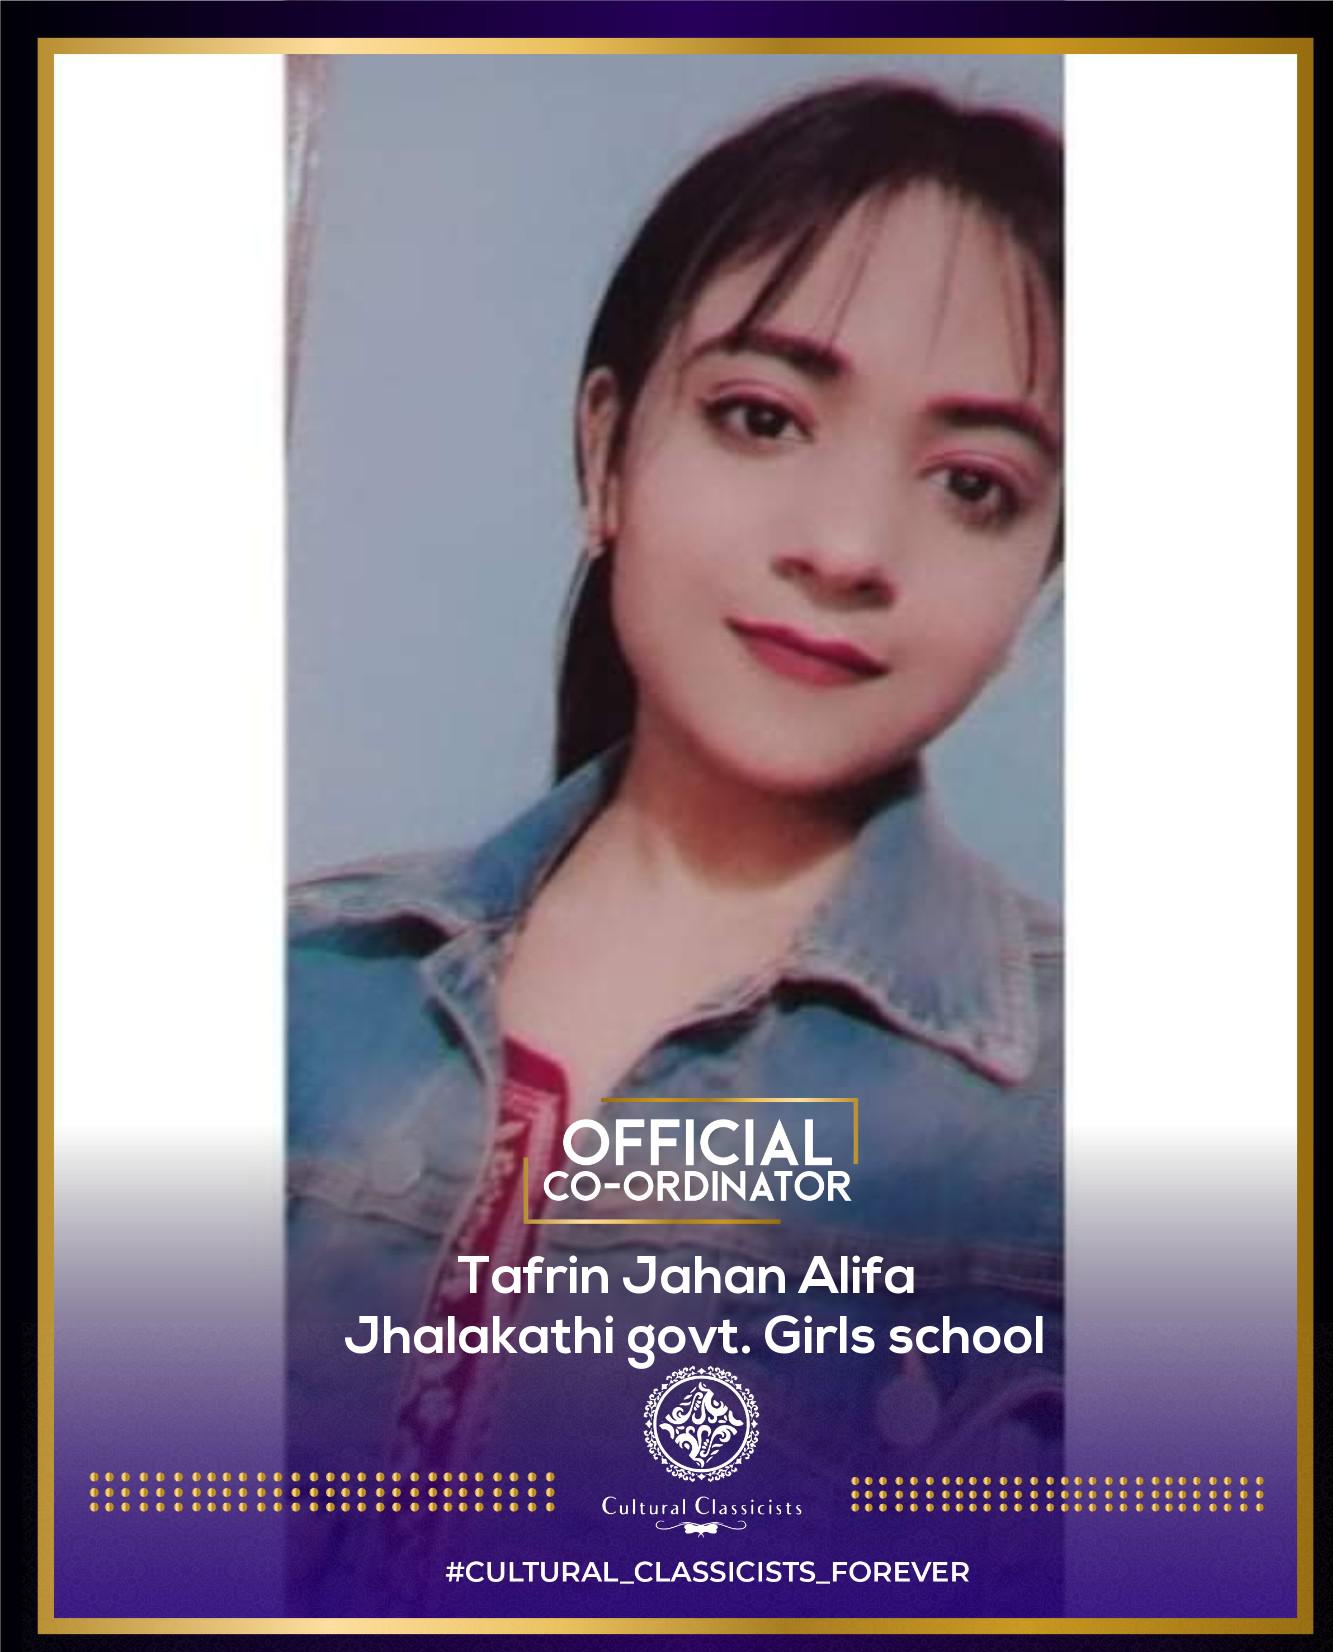 OFFICIAL
CO-ORDINATOR
Tafrin Jahan Alifa
Jhalakathi govt. Girls school
Cultural Classicists
#CULTURAL_CLASSICISTS_FOREVER